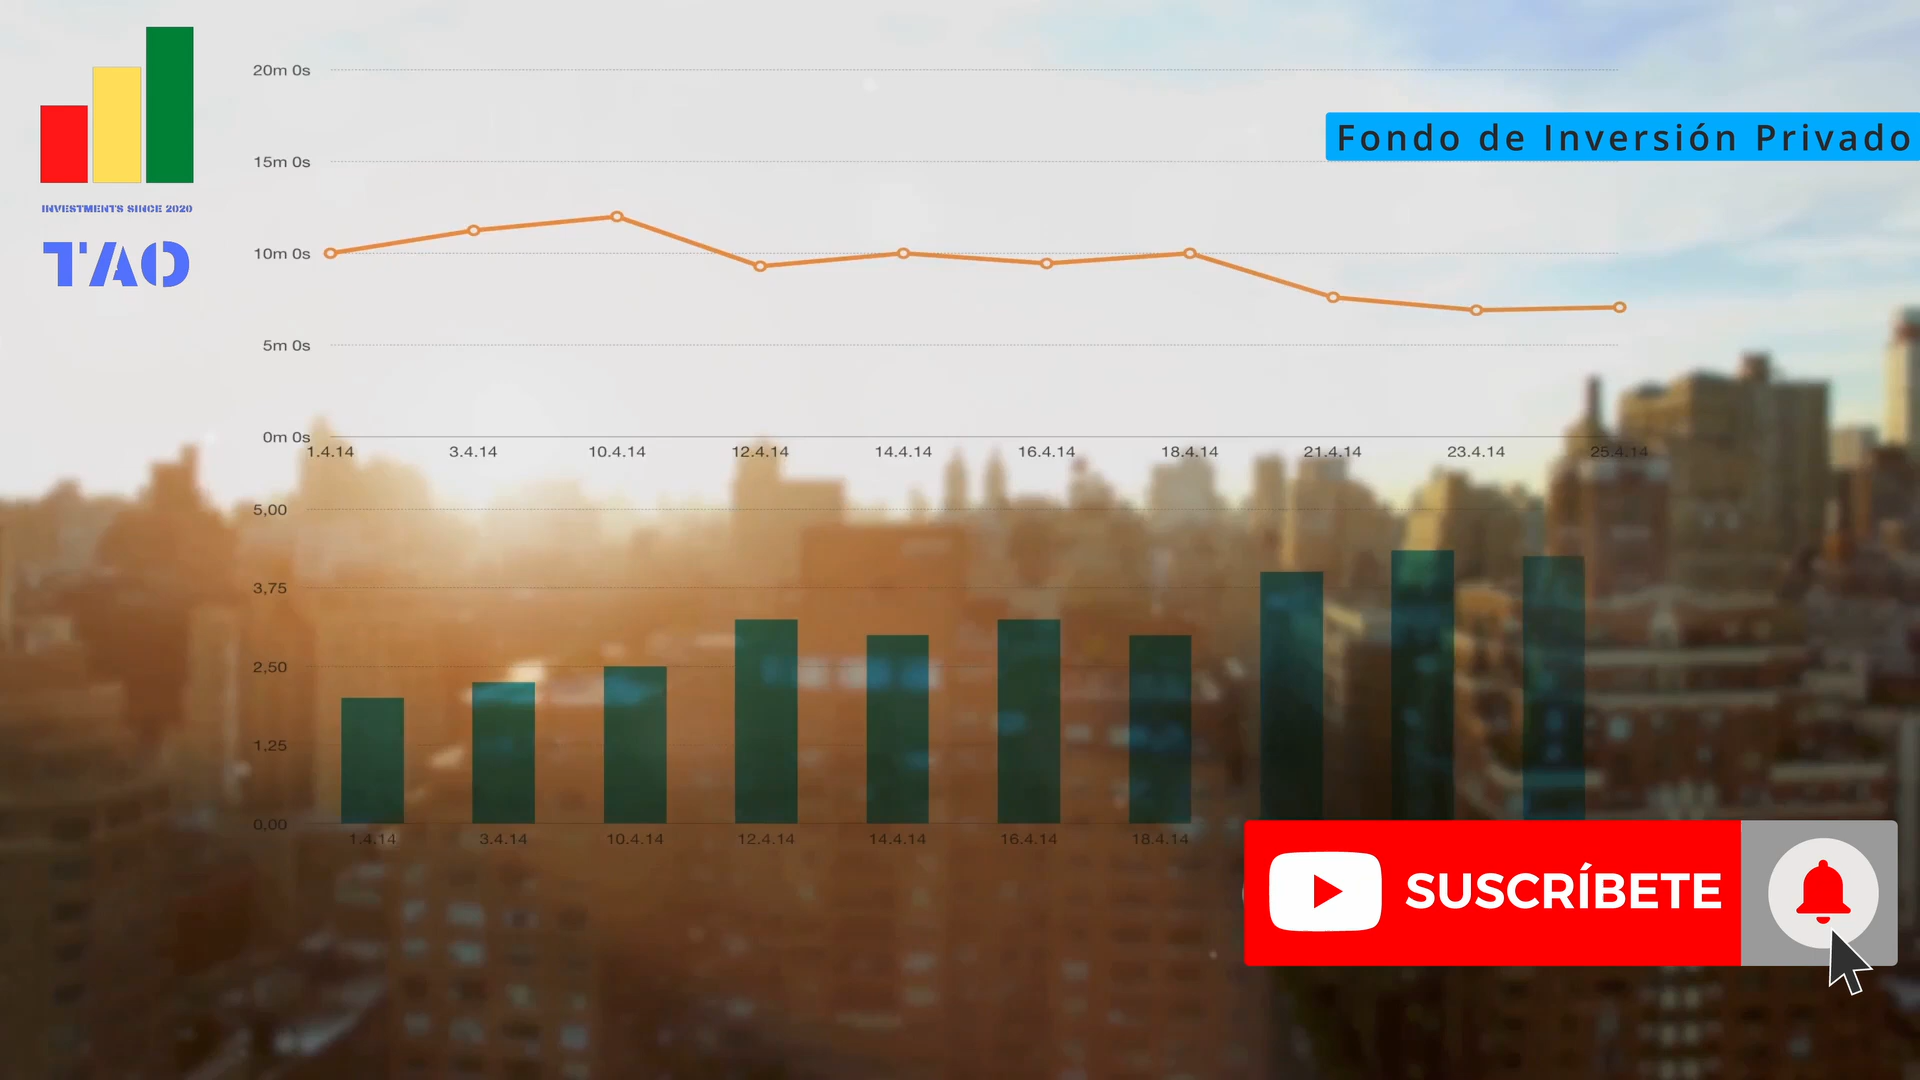 20m 0s
Fondo de Inversión Privado
15m 0s
INVESTMENTS SINCE 2020
TAO
10m 0s
5m 0s
0m 0s
1.4.14 3.4.14 10.4.14 12.4.14 14.4.14 16.4.14 18.4.14 21.4.14 23.4.14 25.4.14
5,00
3,75
2,50
1,25
0,00
1.4.14 3.4.14 10.4.14 12.4.14 14.4.14 16.4.14 18.4.14
SUSCRÍBETE